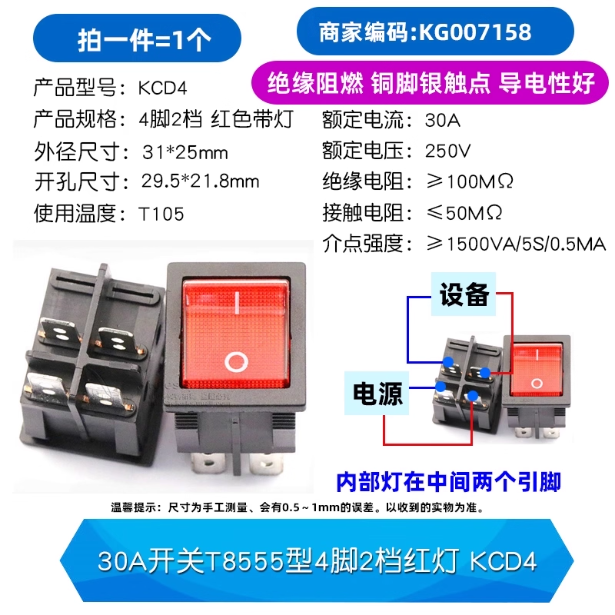 拍一件=1个
商家编码:KG007158
绝缘阻燃 铜脚银触点 导电性好
产品型号: KCD4
产品规格: 4脚2档 红色带灯
外径尺寸: 31*25mm
开孔尺寸: 29.5*21.8mm
使用温度: T105
额定电流: 30A
额定电压: 250V
绝缘电阻: ≥100MΩ
接触电阻: ≤50MΩ
介点强度: ≥1500VA/5S/0.5MA
设备
电源
内部灯在中间两个引脚
温馨提示: 尺寸为手工测量、会有0.5~1mm的误差。以收到的实物为准。
30A开关T8555型4脚2档红灯 KCD4